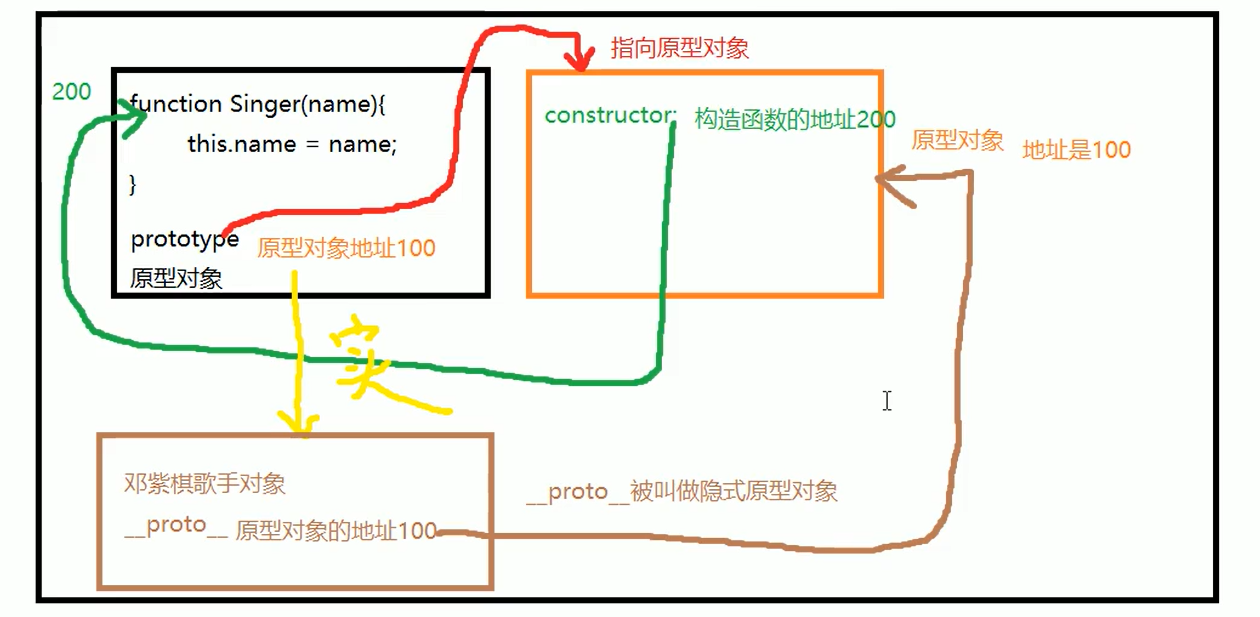 指向原型对象
200
function Singer(name){
this.name = name;
}
prototype 原型对象地址100
原型对象
constructor: 构造函数的地址200
原型对象 地址是100
实
邓紫棋歌手对象
__proto__ 原型对象的地址100
__proto__被叫做隐式原型对象